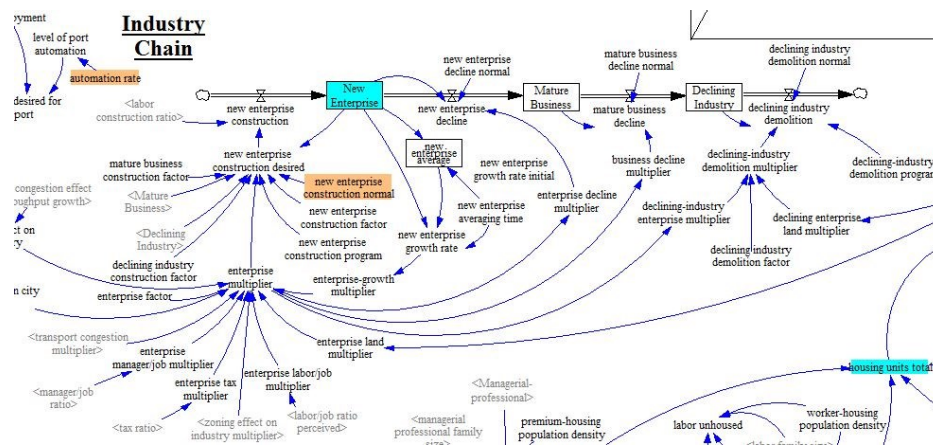 Industry
Chain
level of port
automation
automation rate
desired for
port
<labor
construction ratio>
new enterprise
construction
New
Enterprise
new enterprise
decline normal
new enterprise
decline
Mature
Business
mature business
decline normal
mature business
decline
Declining
Industry
declining industry
demolition normal
declining industry
demolition
new
enterprise
average
mature business
construction factor
new enterprise
construction desired
new enterprise
construction normal
new enterprise
growth rate initial
business decline
multiplier
declining-industry
demolition multiplier
declining-industry
demolition program
congestion effect
<Mature
Business>
new enterprise
construction factor
new enterprise
averaging time
enterprise decline
multiplier
declining-industry
enterprise multiplier
declining enterprise
land multiplier
<Declining
Industry>
new enterprise
construction program
new enterprise
growth rate
declining industry
demolition factor
declining industry
construction factor
enterprise
multiplier
enterprise-growth
multiplier
n city
enterprise factor
<transport congestion
multiplier>
enterprise
manager/job multiplier
enterprise land
multiplier
<manager/job
ratio>
enterprise tax
multiplier
enterprise labor/job
multiplier
<tax ratio>
<zoning effect on
industry multiplier>
<labor/job ratio
perceived>
<Managerial-
professional>
<managerial
professional family
size>
premium-housing
population density
housing units total
labor unhoused
worker-housing
population density
<labor family size>